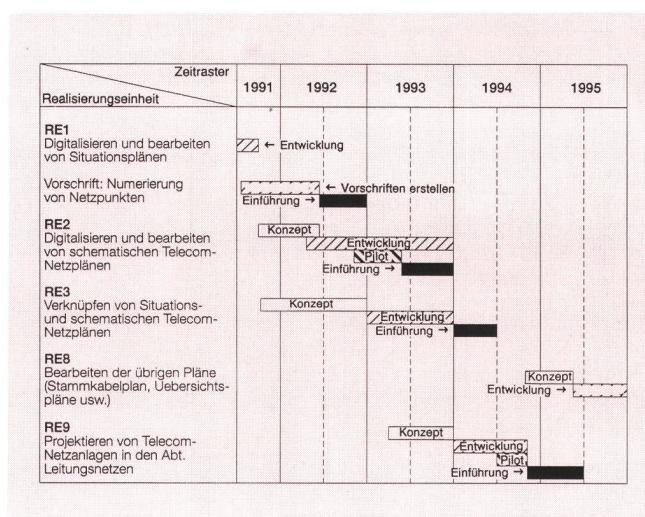 Zeitraster
Realisierungseinheit
1991 1992 1993 1994 1995
RE1
Digitalisieren und bearbeiten
von Situationsplänen
← Entwicklung
Vorschrift: Numerierung
von Netzpunkten
← Vorschriften erstellen
Einführung →
RE2
Digitalisieren und bearbeiten
von schematischen Telecom-
Netzplänen
Konzept
Entwicklung
Pilot
Einführung →
RE3
Verknüpfen von Situations-
und schematischen Telecom-
Netzplänen
Konzept
Entwicklung
Einführung →
RE8
Bearbeiten der übrigen Pläne
(Stammkabelplan, Uebersichts-
pläne usw.)
Konzept
Entwicklung →
RE9
Projektieren von Telecom-
Netzanlagen in den Abt.
Leitungsnetzen
Konzept
Entwicklung
Pilot
Einführung →